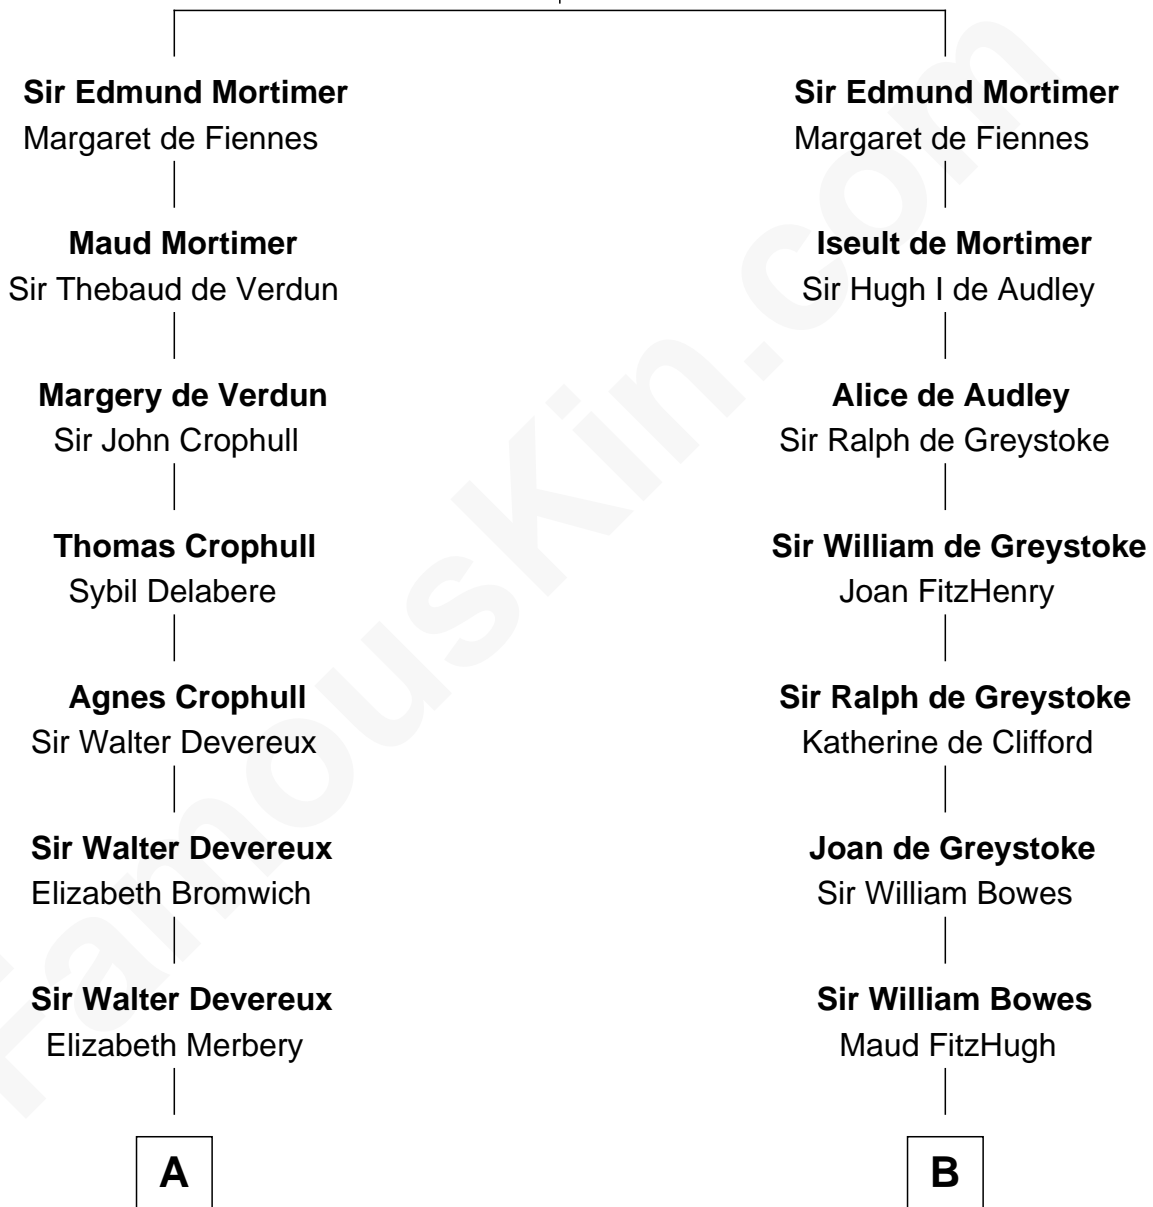 Sir Edmund Mortimer
Margaret de Fiennes
Maud Mortimer
Sir Thebaud de Verdun
Margery de Verdun
Sir John Crophull
Thomas Crophull
Sybil Delabere
Agnes Crophull
Sir Walter Devereux
Sir Walter Devereux
Elizabeth Bromwich
Sir Walter Devereux
Elizabeth Merbery
A
Sir Edmund Mortimer
Margaret de Fiennes
Iseult de Mortimer
Sir Hugh I de Audley
Alice de Audley
Sir Ralph de Greystoke
Sir William de Greystoke
Joan FitzHenry
Sir Ralph de Greystoke
Katherine de Clifford
Joan de Greystoke
Sir William Bowes
Sir William Bowes
Maud FitzHugh
B
FamousKin.com